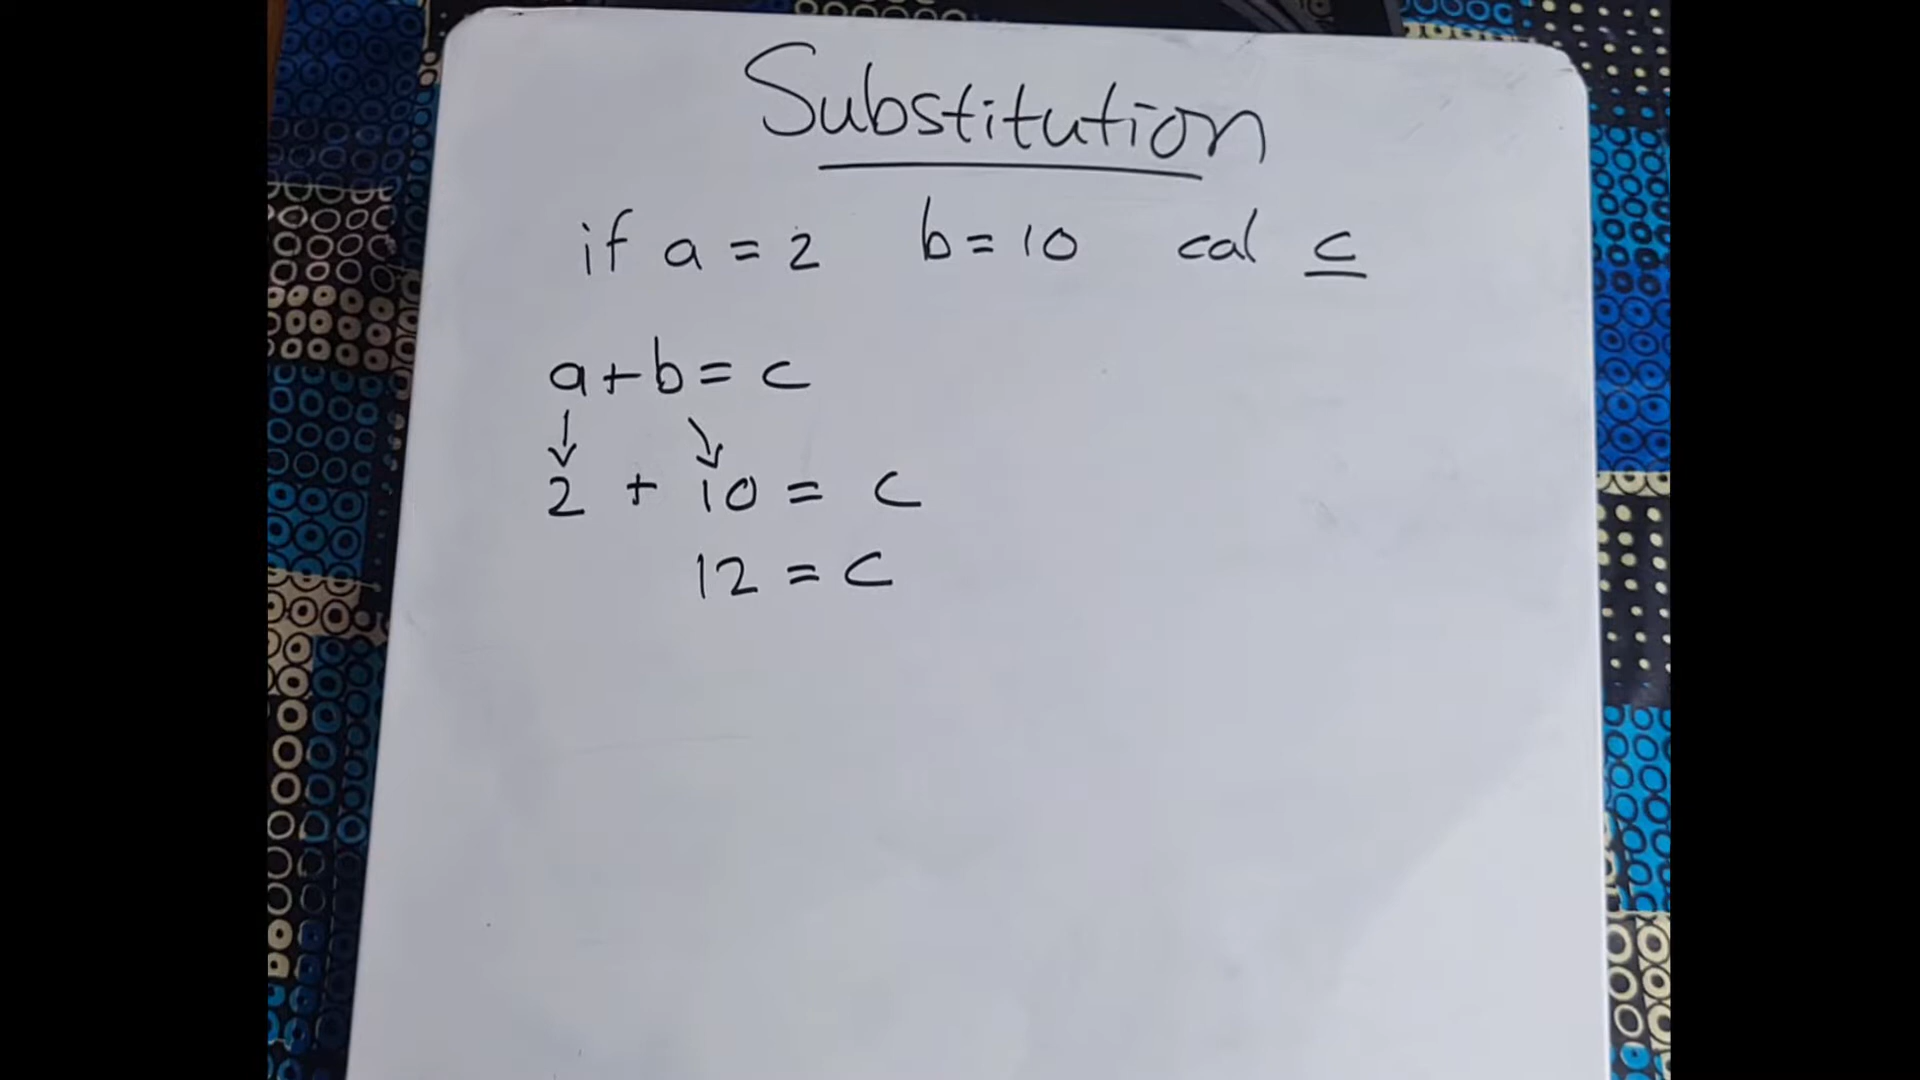 Substitution
if a = 2 b = 10 cal c
a + b = c
2 + 10 = c
12 = c